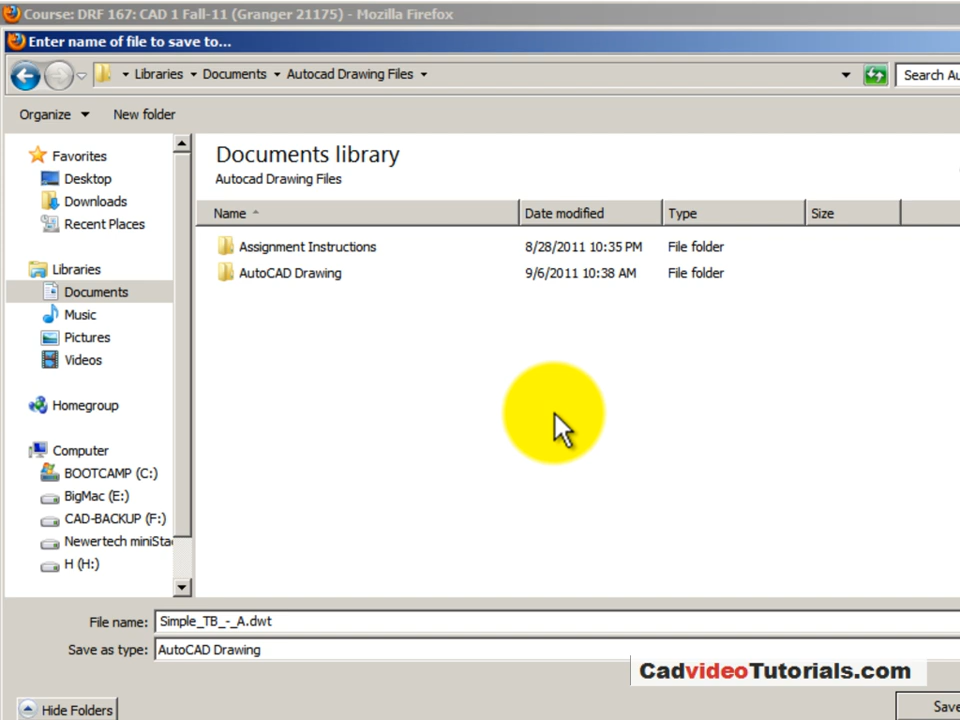 Course: DRF 167: CAD 1 Fall-11 (Granger 21175) - Mozilla Firefox
Enter name of file to save to...
Libraries Documents Autocad Drawing Files
Search Au
Organize New folder
Favorites
Desktop
Downloads
Recent Places
Libraries
Documents
Music
Pictures
Videos
Homegroup
Computer
BOOTCAMP (C:)
BigMac (E:)
CAD-BACKUP (F:)
Newertech miniSta
H (H:)
Documents library
Autocad Drawing Files
Name Date modified Type Size
Assignment Instructions 8/28/2011 10:35 PM File folder
AutoCAD Drawing 9/6/2011 10:38 AM File folder
File name: Simple_TB_-_A.dwt
Save as type: AutoCAD Drawing
CadvideoTutorials.com
Hide Folders
Save